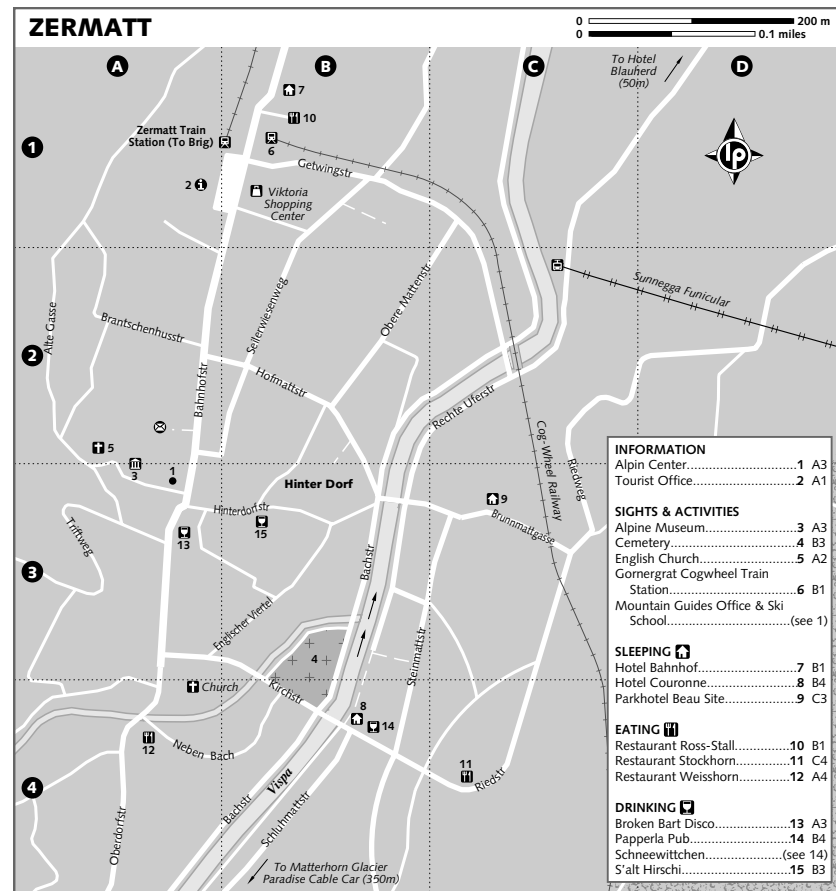 ZERMATT
0 200 m
0 0.1 miles
A B C D
To Hotel
Blauherd
(50m)
7
10
Zermatt Train
Station (To Brig)
6
1
lp
Getwingstr
2
Viktoria
Shopping
Center
Sunnegga Funicular
Alte Gasse
Brantschenhusstr
Seilerwiesenweg
Obere Mattenstr
2
Bahnhofstr
Hofmattstr
Rechte Uferstr
Cog-Wheel Railway
Riedweg
5
3
1
Hinter Dorf
9
Hinterdorfstr
Brunnmattgasse
13
15
Triftweg
3
Bachstr
Englischer Viertel
Steinmattstr
4
Church
Kirchstr
8
14
12
Neben Bach
11
Riedstr
4
Vispa
Bachstr
Schluhmattstr
Oberdorfstr
To Matterhorn Glacier
Paradise Cable Car (350m)
INFORMATION
Alpin Center..........................1 A3
Tourist Office.........................2 A1
SIGHTS & ACTIVITIES
Alpine Museum.....................3 A3
Cemetery..............................4 B3
English Church......................5 A2
Gornergrat Cogwheel Train
Station..............................6 B1
Mountain Guides Office & Ski
School..........................(see 1)
SLEEPING
Hotel Bahnhof.......................7 B1
Hotel Couronne.....................8 B4
Parkhotel Beau Site................9 C3
EATING
Restaurant Ross-Stall............10 B1
Restaurant Stockhorn...........11 C4
Restaurant Weisshorn...........12 A4
DRINKING
Broken Bart Disco.................13 A3
Papperla Pub........................14 B4
Schneewittchen................(see 14)
S'alt Hirschi..........................15 B3